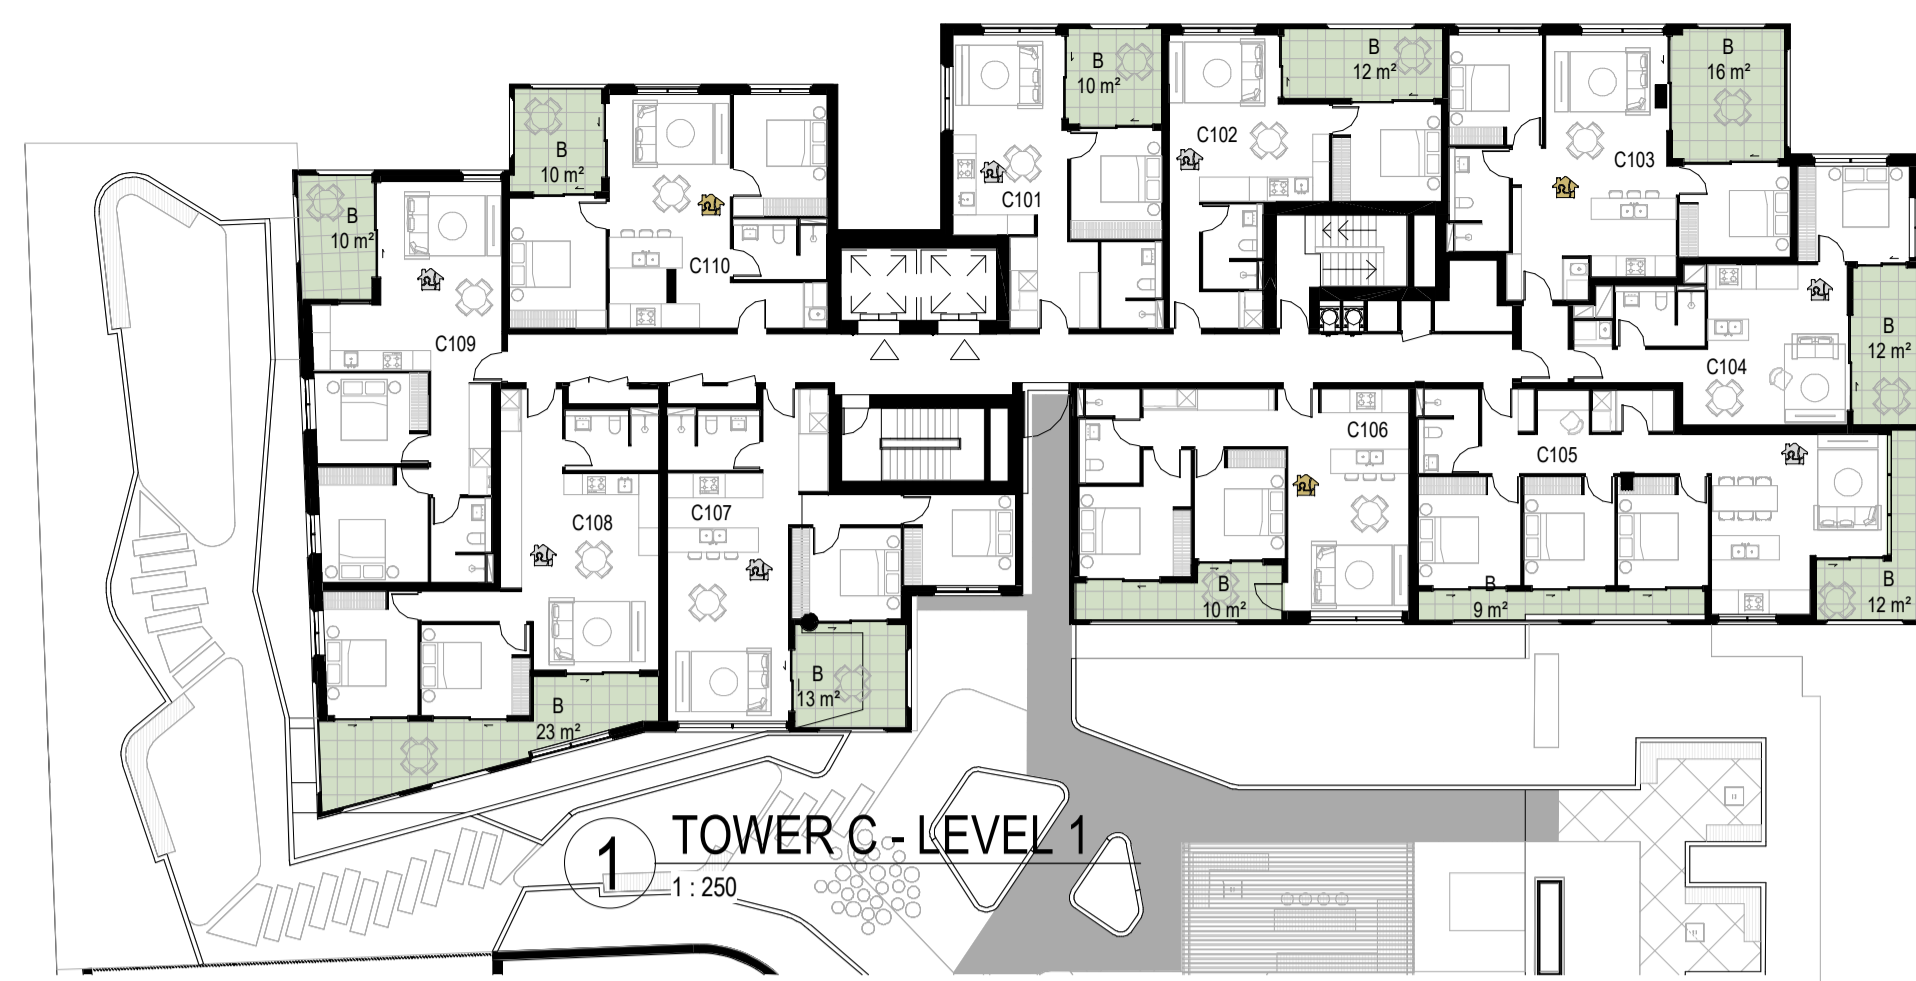 B
12 m²
B
16 m²
B
10 m²
C102
C103
B
10 m²
C101
B
10 m²
C110
B
12 m²
C109
C104
C106
C105
C108
C107
B
10 m²
B
9 m²
B
12 m²
B
13 m²
B
23 m²
1
TOWER C - LEVEL 1
1 : 250